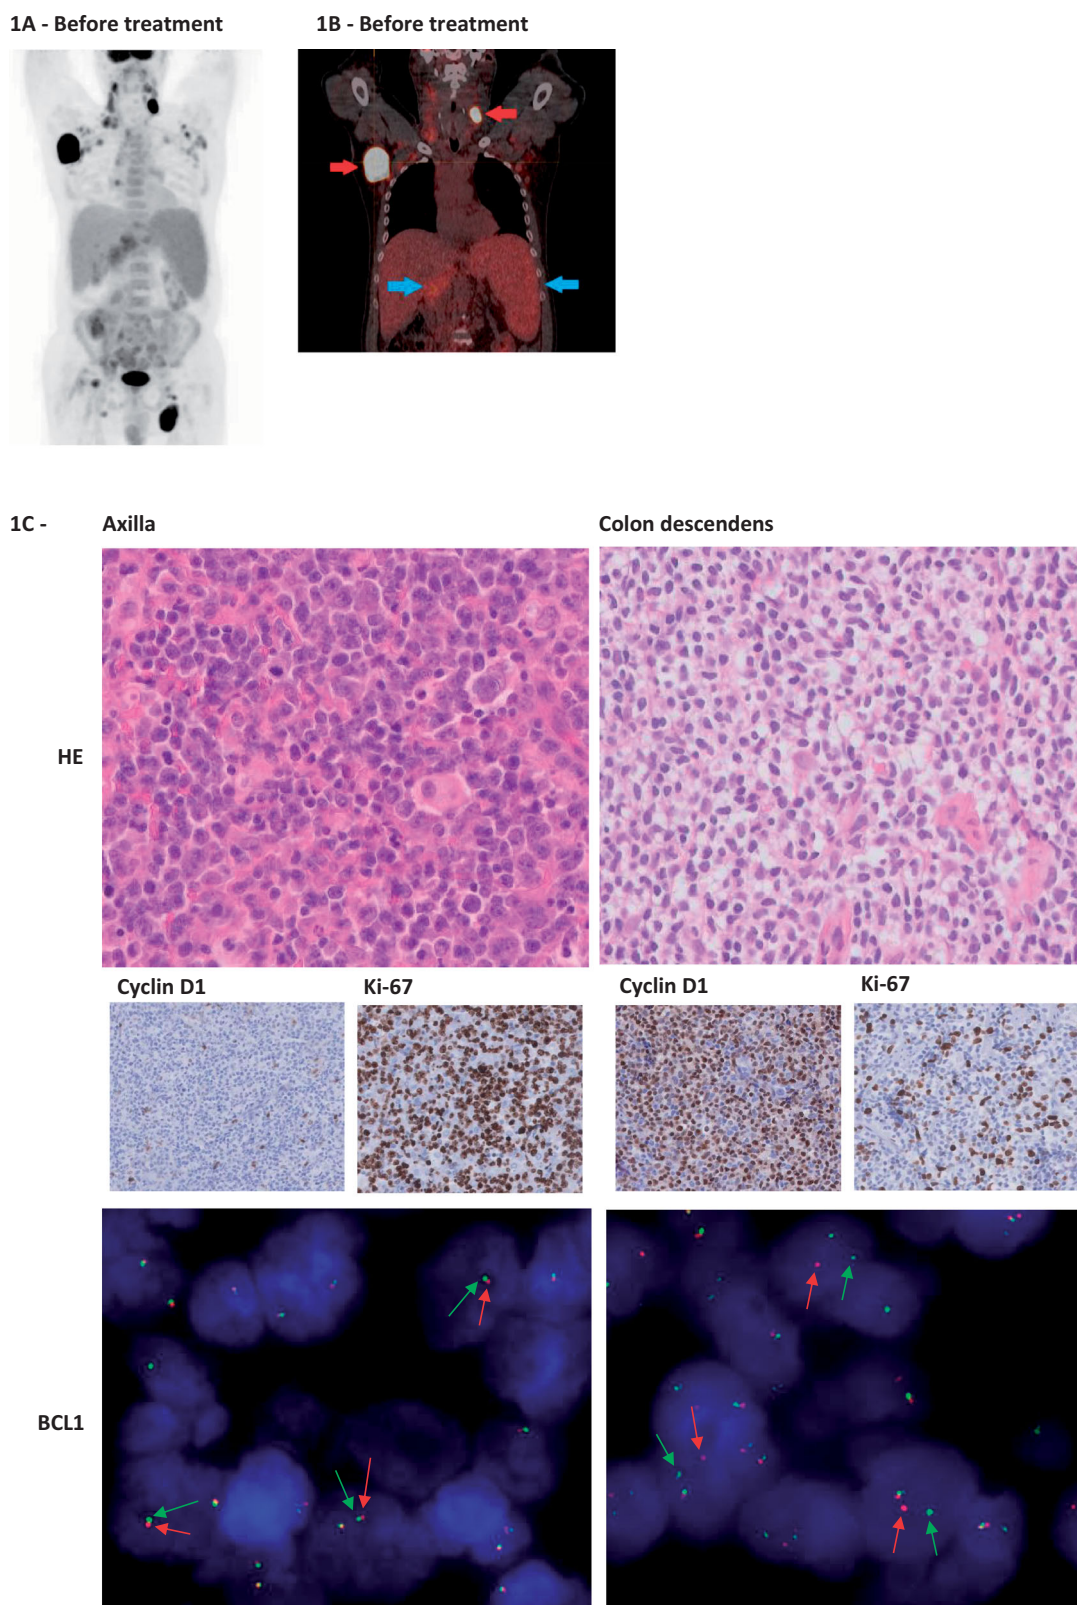 1A - Before treatment
1B - Before treatment
1C -
Axilla
Colon descendens
HE
Cyclin D1
Ki-67
Cyclin D1
Ki-67
BCL1